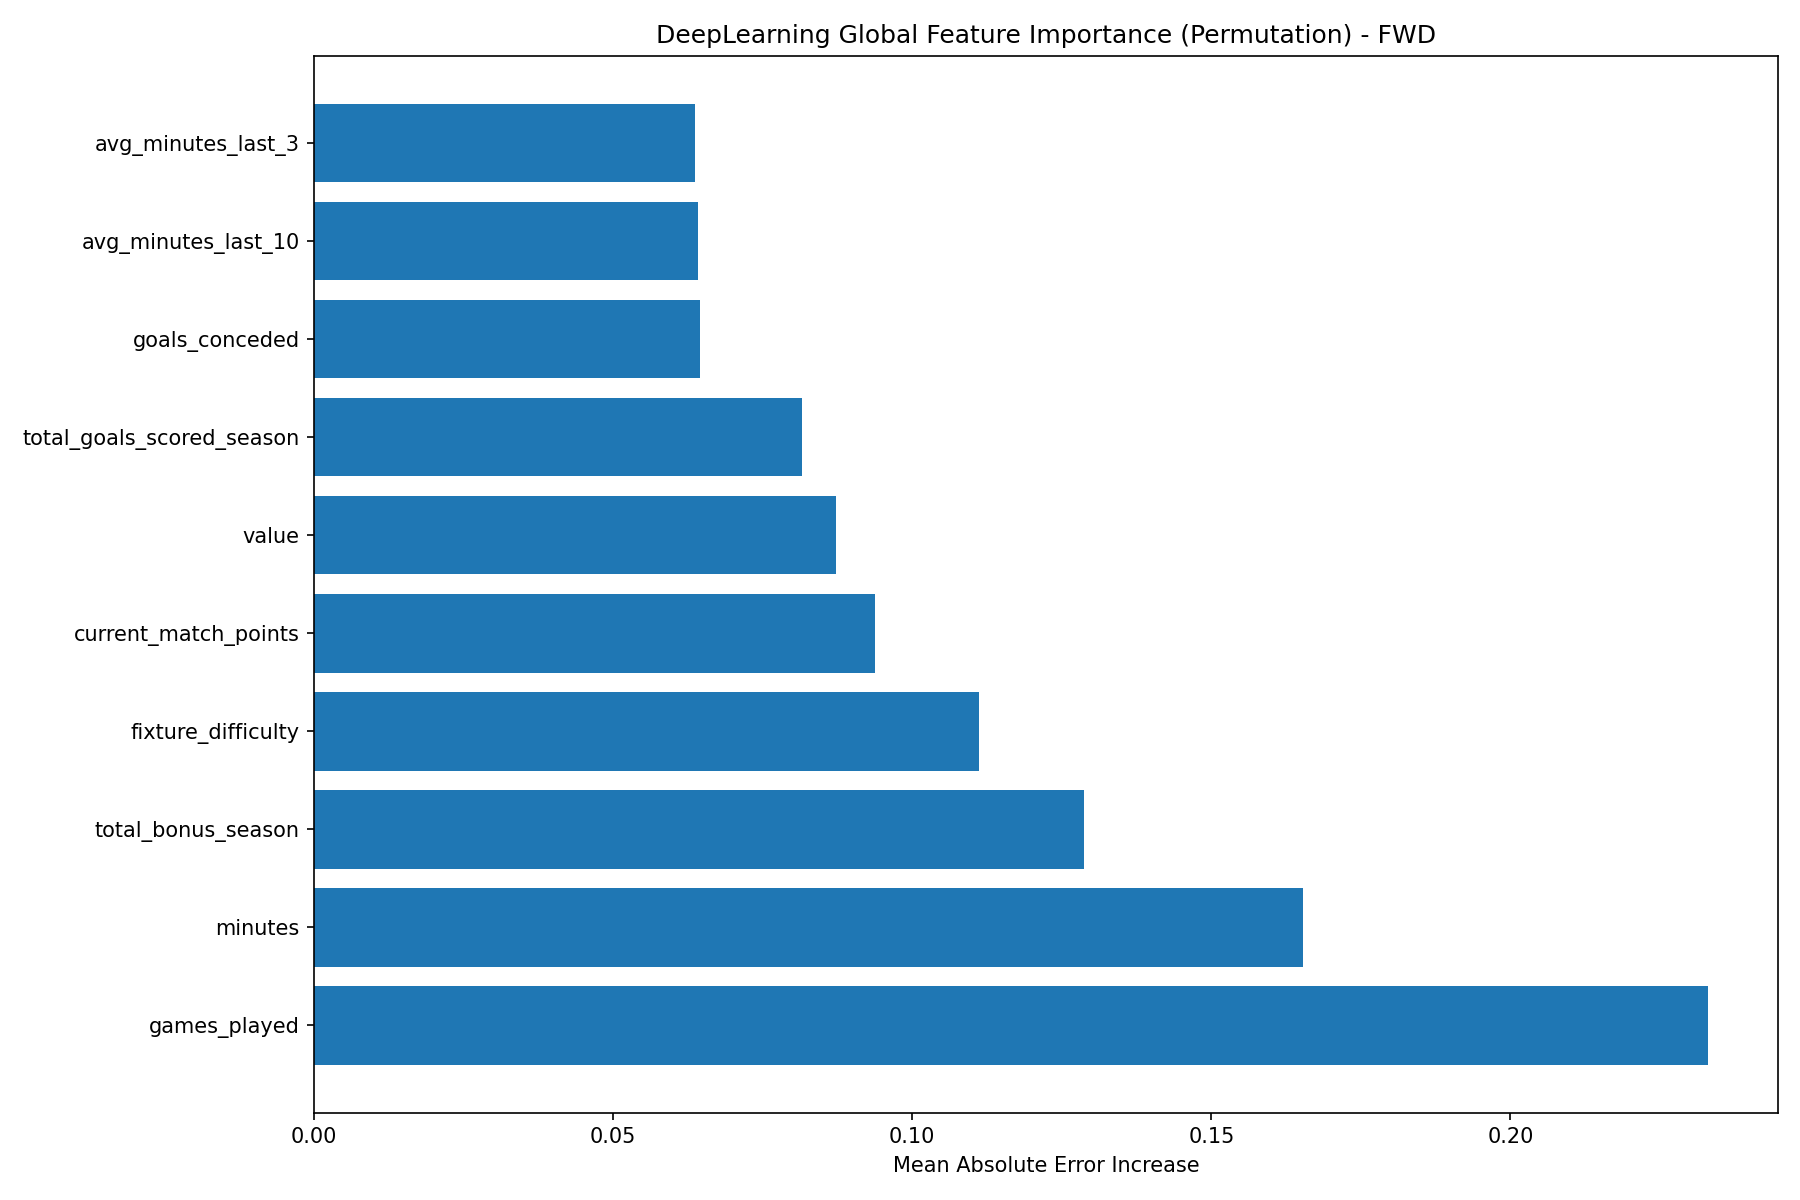 DeepLearning Global Feature Importance (Permutation) - FWD
avg_minutes_last_3
avg_minutes_last_10
goals_conceded
total_goals_scored_season
value
current_match_points
fixture_difficulty
total_bonus_season
minutes
games_played
0.00 0.05 0.10 0.15 0.20
Mean Absolute Error Increase